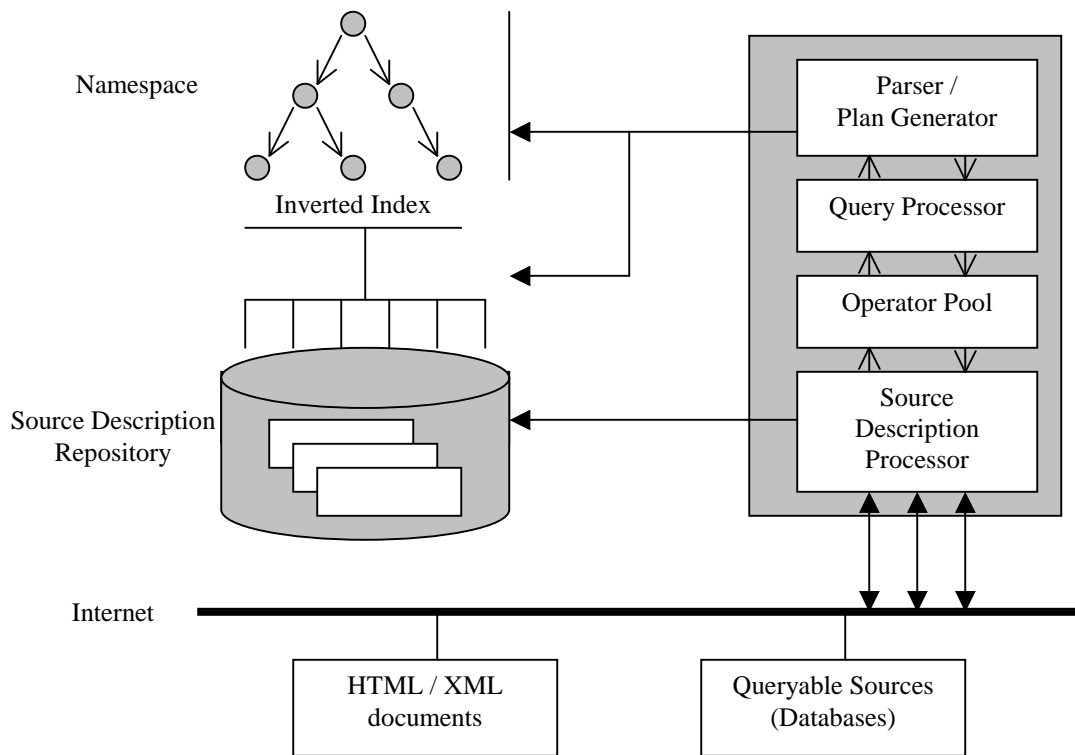 Namespace
Inverted Index
Source Description
Repository
Parser /
Plan Generator
Query Processor
Operator Pool
Source
Description
Processor
Internet
HTML / XML
documents
Queryable Sources
(Databases)